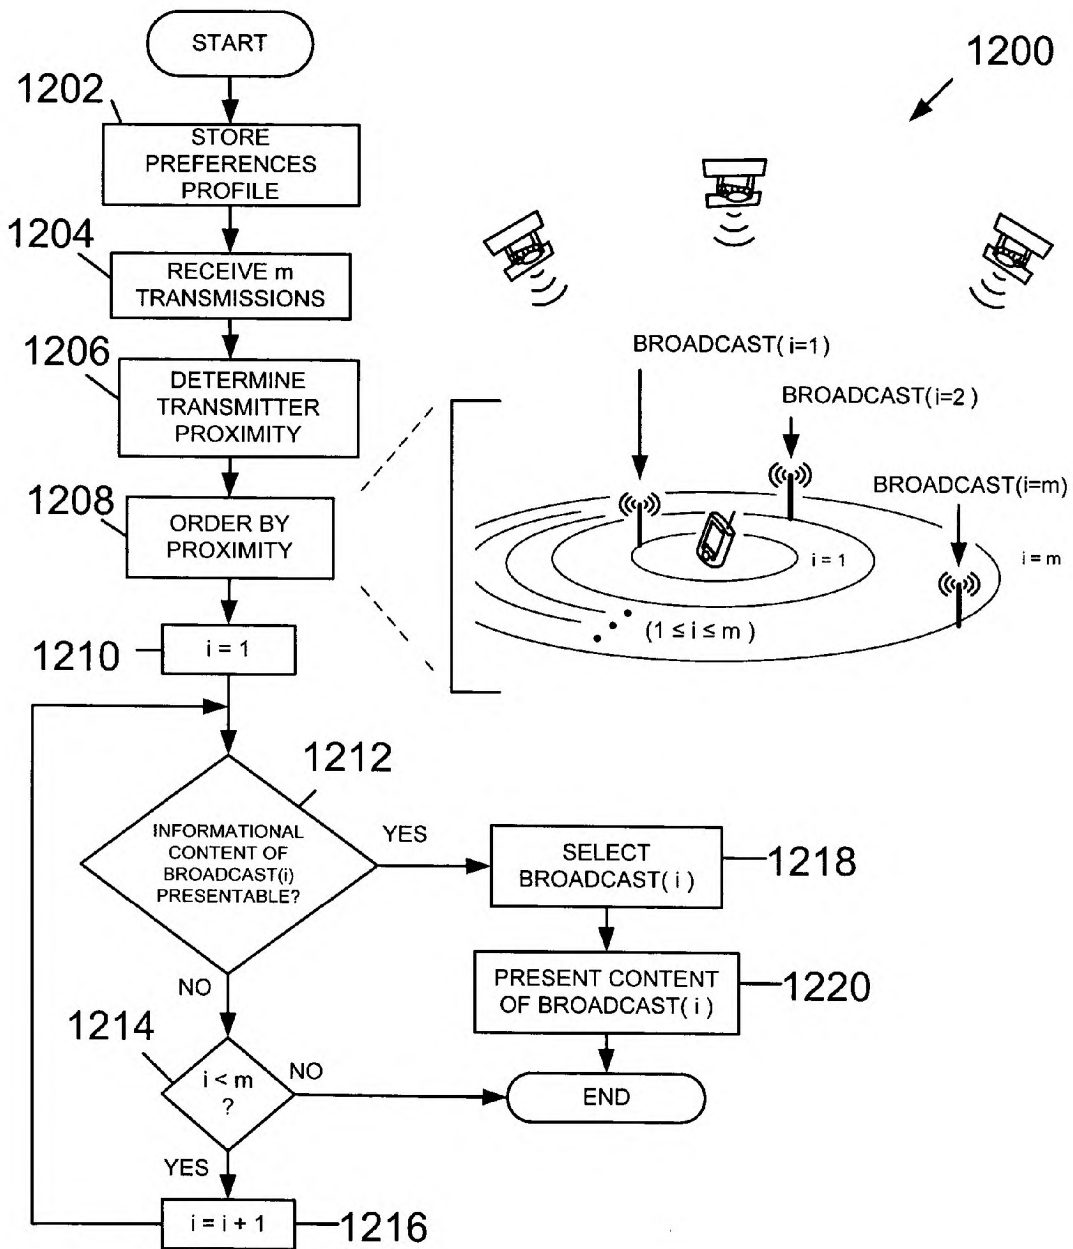 START
1200
1202
STORE
PREFERENCES
PROFILE
1204
RECEIVE m
TRANSMISSIONS
1206
DETERMINE
TRANSMITTER
PROXIMITY
1208
ORDER BY
PROXIMITY
BROADCAST(i=1)
BROADCAST(i=2)
BROADCAST(i=m)
i = 1
i = m
(1 ≤ i ≤ m)
1210
i = 1
1212
INFORMATIONAL
CONTENT OF
BROADCAST(i)
PRESENTABLE?
YES
SELECT
BROADCAST( i )
1218
NO
PRESENT CONTENT
OF BROADCAST( i )
1220
1214
i < m
?
NO
END
YES
i = i + 1
1216